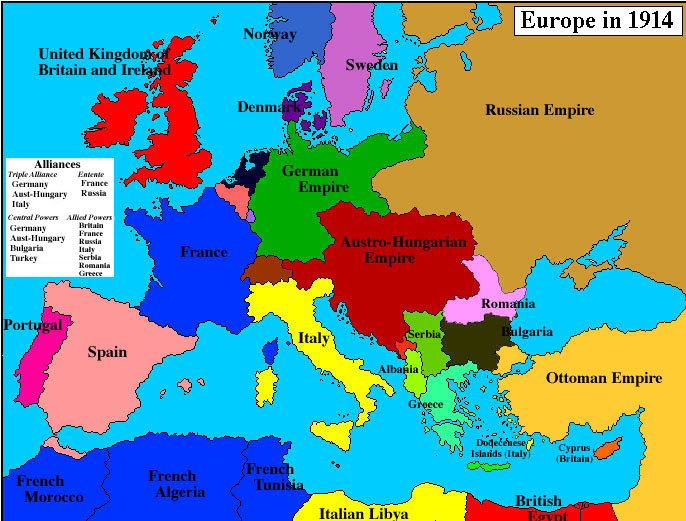 Europe in 1914
Norway
Sweden
United Kingdom of
Britain and Ireland
Denmark
Russian Empire
Alliances
Triple Alliance
Entente
Germany
France
Aust-Hungary
Russia
Italy
Central Powers
Allied Powers
Germany
Britain
Aust-Hungary
France
Bulgaria
Russia
Turkey
Italy
Serbia
Romania
Greece
German
Empire
France
Austro-Hungarian
Empire
Romania
Portugal
Spain
Italy
Serbia
Bulgaria
Albania
Ottoman Empire
Greece
Dodecenese
Islands (Italy)
Cyprus
(Britain)
French
Morocco
French
Algeria
French
Tunisia
Italian Libya
British
Egypt